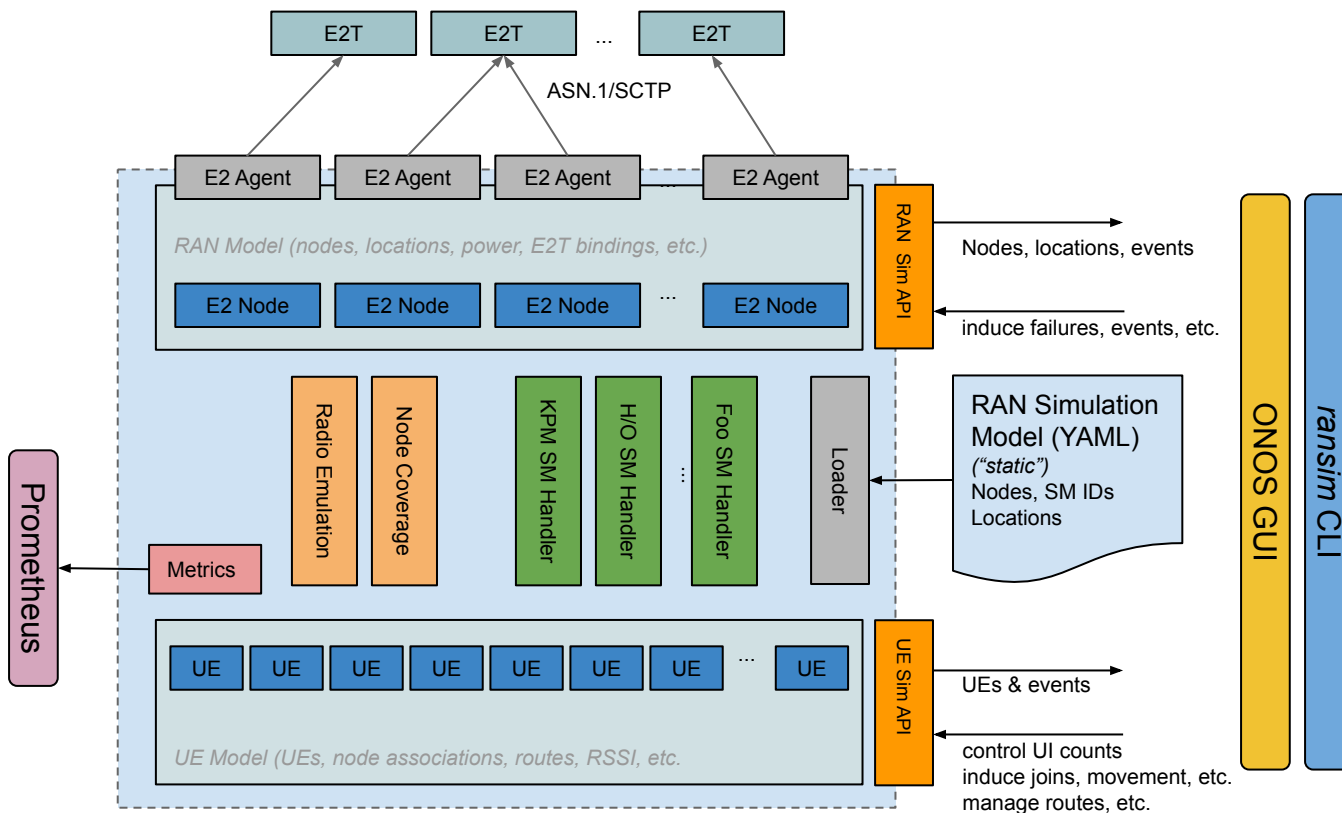 E2T
E2T
...
E2T
ASN.1/SCTP
E2 Agent
E2 Agent
E2 Agent
...
E2 Agent
RAN Model (nodes, locations, power, E2T bindings, etc.)
E2 Node
E2 Node
E2 Node
...
E2 Node
RAN Sim API
Nodes, locations, events
induce failures, events, etc.
Radio Emulation
Node Coverage
KPM SM Handler
H/O SM Handler
...
Foo SM Handler
Loader
RAN Simulation
Model (YAML)
(“static”)
Nodes, SM IDs
Locations
ONOS GUI
ransim CLI
Prometheus
Metrics
UE
UE
UE
UE
UE
UE
UE
...
UE
UE Model (UEs, node associations, routes, RSSI, etc.
UE Sim API
UEs & events
control UI counts
induce joins, movement, etc.
manage routes, etc.